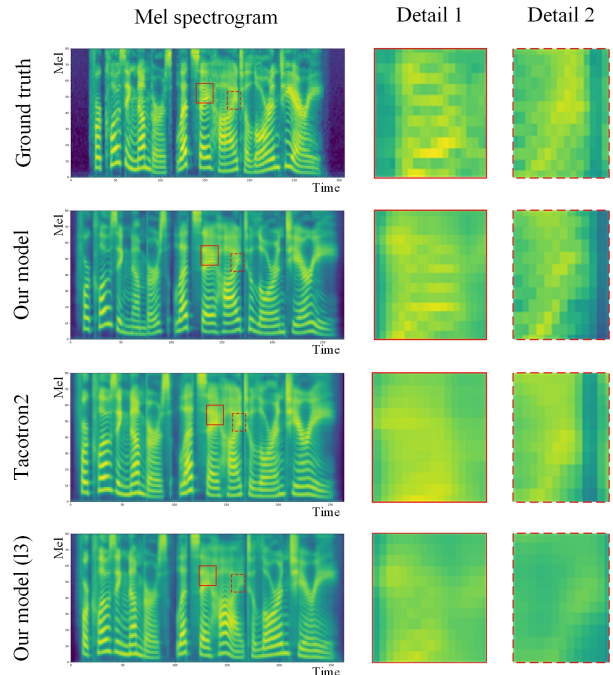 Mel spectrogram Detail 1 Detail 2
Ground truth
Mel
Time
Our model
Mel
Time
Tacotron2
Mel
Time
Our model (l3)
Mel
Time